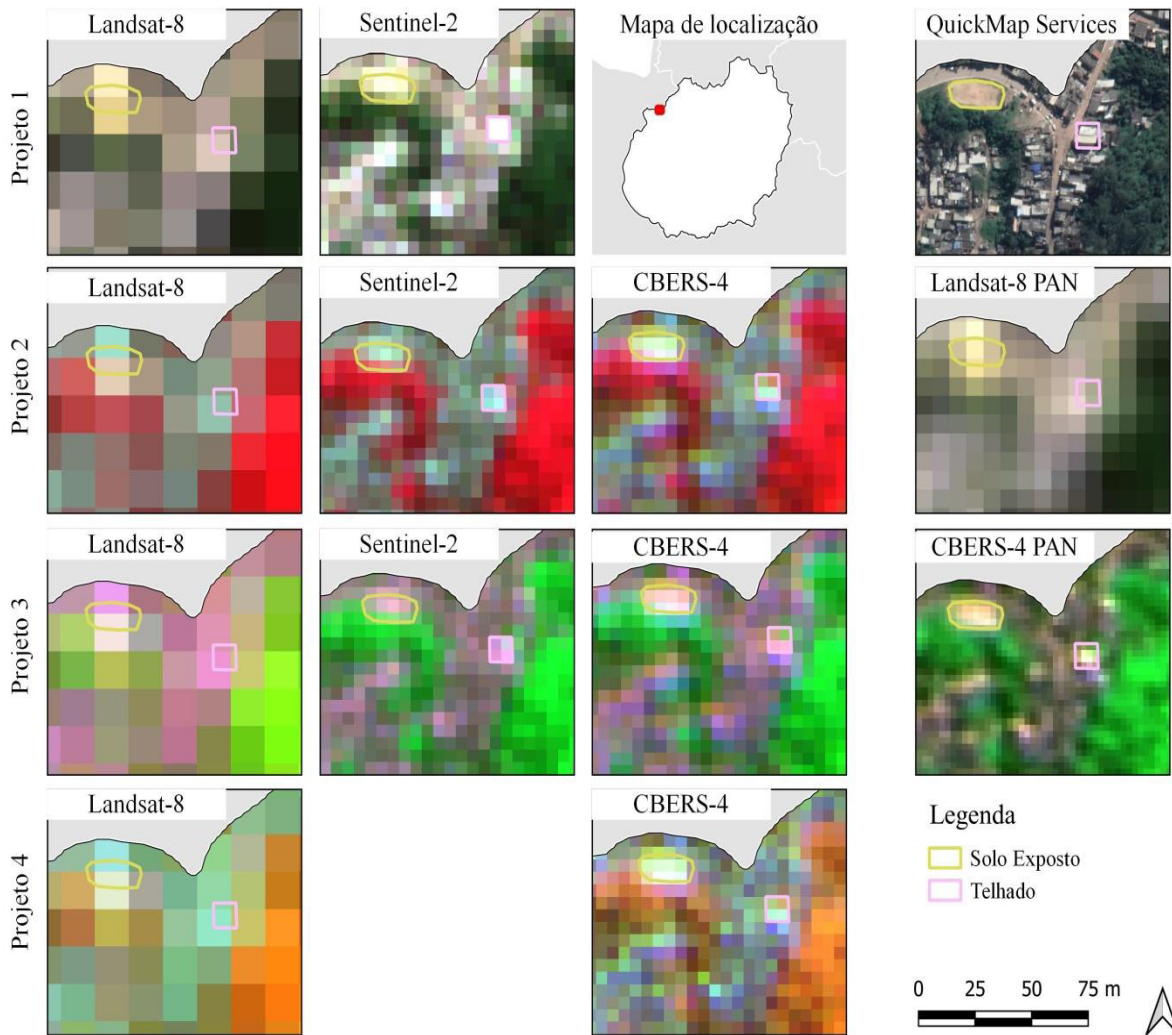 Landsat-8
Sentinel-2
Mapa de localização
QuickMap Services
Projeto 1
Landsat-8
Sentinel-2
CBERS-4
Landsat-8 PAN
Projeto 2
Landsat-8
Sentinel-2
CBERS-4
CBERS-4 PAN
Projeto 3
Landsat-8
CBERS-4
Projeto 4
Legenda
Solo Exposto
Telhado
0 25 50 75 m